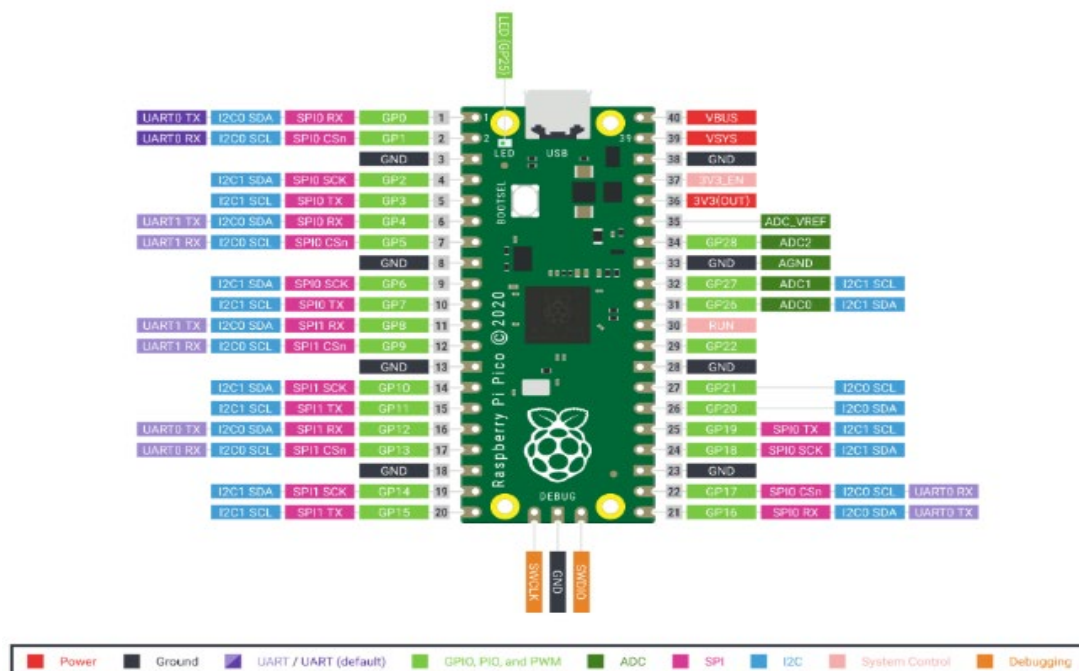 LED (GP25)
UART0 TX I2C0 SDA SPI0 RX GP0 1 1 40 VBUS
UART0 RX I2C0 SCL SPI0 CSn GP1 2 2 LED USB 39 39 VSYS
GND 3 38 GND
I2C1 SDA SPI0 SCK GP2 4 37 3V3_EN
I2C1 SCL SPI0 TX GP3 5 BOOTSEL 36 3V3(OUT)
UART1 TX I2C0 SDA SPI0 RX GP4 6 35 ADC_VREF
UART1 RX I2C0 SCL SPI0 CSn GP5 7 34 GP28 ADC2
GND 8 33 GND AGND
I2C1 SDA SPI0 SCK GP6 9 32 GP27 ADC1 I2C1 SCL
I2C1 SCL SPI0 TX GP7 10 31 GP26 ADC0 I2C1 SDA
UART1 TX I2C0 SDA SPI1 RX GP8 11 30 RUN
UART1 RX I2C0 SCL SPI1 CSn GP9 12 29 GP22
GND 13 28 GND
I2C1 SDA SPI1 SCK GP10 14 27 GP21 I2C0 SCL
I2C1 SCL SPI1 TX GP11 15 26 GP20 I2C0 SDA
UART0 TX I2C0 SDA SPI1 RX GP12 16 25 GP19 SPI0 TX I2C1 SCL
UART0 RX I2C0 SCL SPI1 CSn GP13 17 24 GP18 SPI0 SCK I2C1 SDA
GND 18 23 GND
I2C1 SDA SPI1 SCK GP14 19 22 GP17 SPI0 CSn I2C0 SCL UART0 RX
I2C1 SCL SPI1 TX GP15 20 21 GP16 SPI0 RX I2C0 SDA UART0 TX
Raspberry Pi Pico © 2020
DEBUG
SWCLK GND SWDIO
Power Ground UART / UART (default) GPIO, PIO, and PWM ADC SPI I2C System Control Debugging